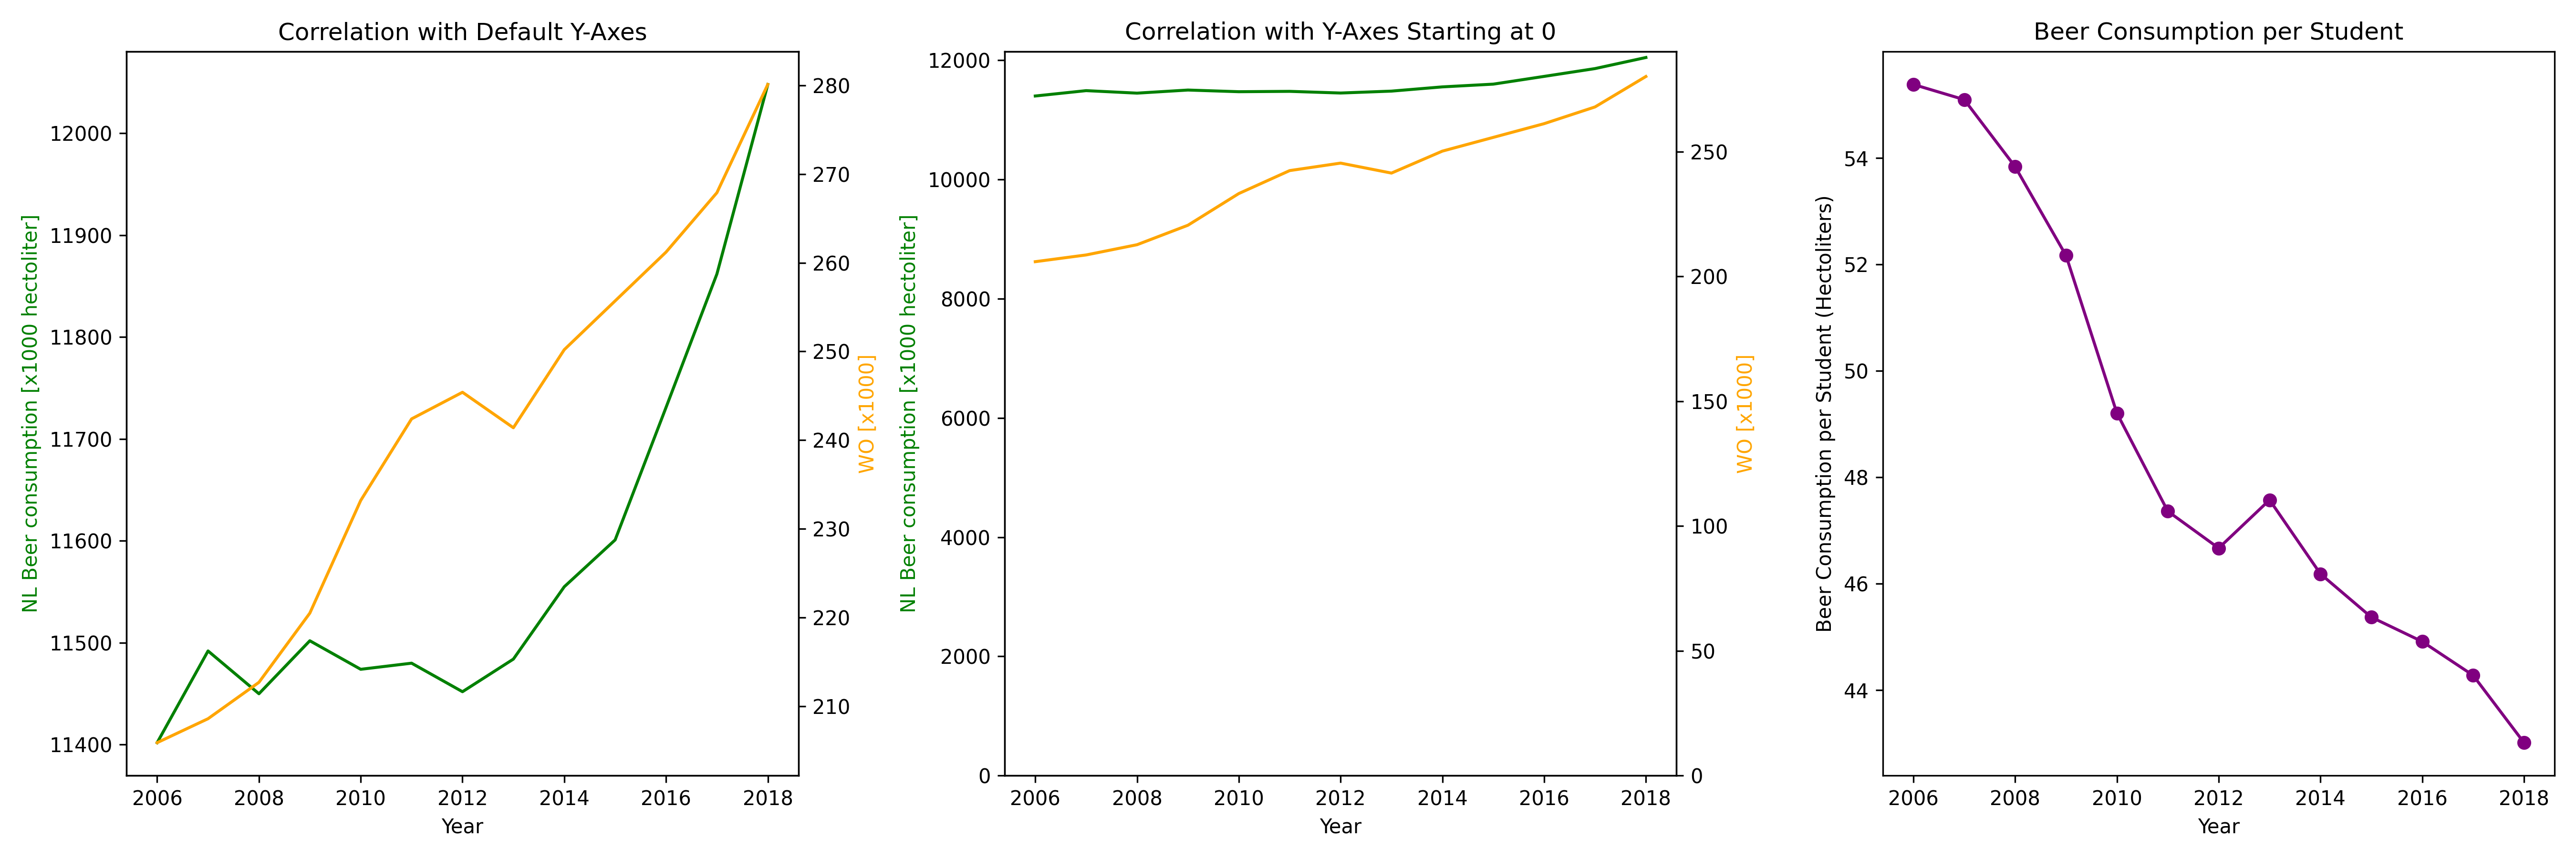 Correlation with Default Y-Axes
NL Beer consumption [x1000 hectoliter]
12000
11900
11800
11700
11600
11500
11400
280
270
260
250
240
230
220
210
WO [x1000]
2006 2008 2010 2012 2014 2016 2018
Year
Correlation with Y-Axes Starting at 0
NL Beer consumption [x1000 hectoliter]
12000
10000
8000
6000
4000
2000
0
250
200
150
100
50
0
WO [x1000]
2006 2008 2010 2012 2014 2016 2018
Year
Beer Consumption per Student
Beer Consumption per Student (Hectoliters)
54
52
50
48
46
44
2006 2008 2010 2012 2014 2016 2018
Year